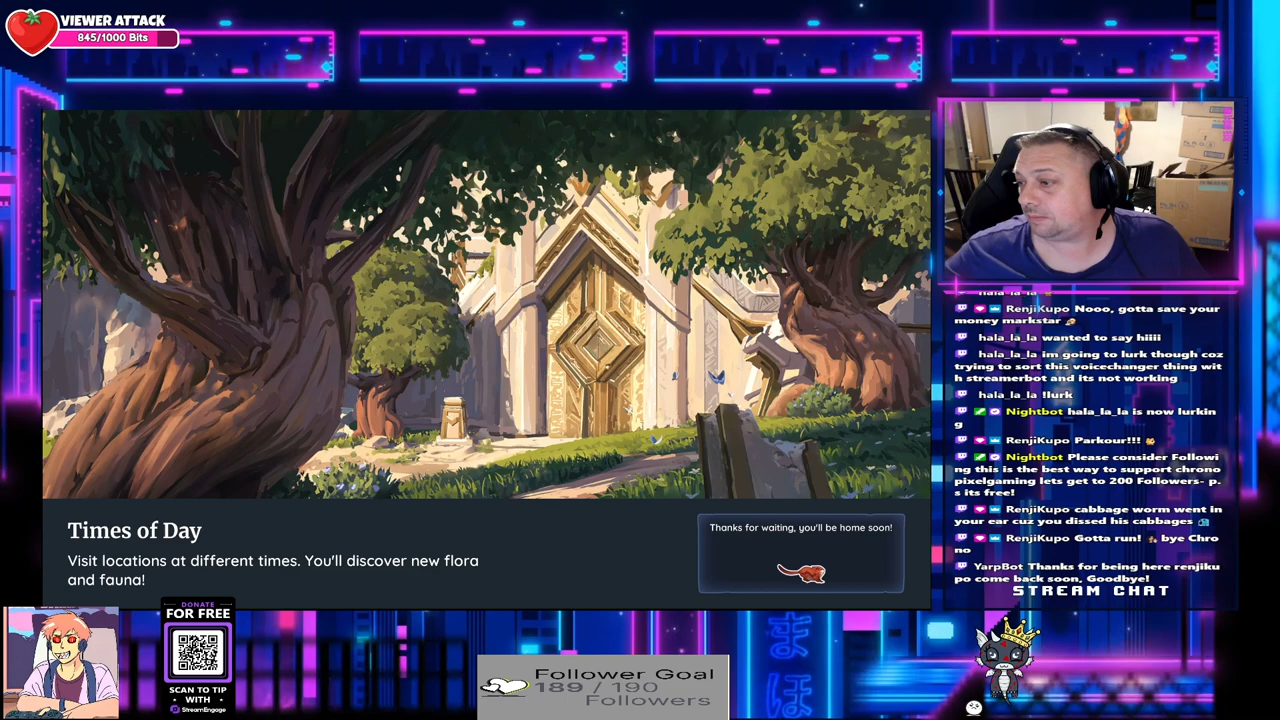 VIEWER ATTACK
845/1000 Bits
Times of Day
Visit locations at different times. You'll discover new flora
and fauna!
Thanks for waiting, you'll be home soon!
hala_la_la
RenjiKupo Nooo, gotta save your
money markstar
hala_la_la wanted to say hiiii
hala_la_la im going to lurk though coz
trying to sort this voicechanger thing wit
h streamerbot and its not working
hala_la_la !lurk
Nightbot hala_la_la is now lurkin
g
RenjiKupo Parkour!!!
Nightbot Please consider Followi
ng this is the best way to support chrono
pixelgaming lets get to 200 Followers- p.
s its free!
RenjiKupo cabbage worm went in
your ear cuz you dissed his cabbages
RenjiKupo Gotta run! bye Chro
no
YarpBot Thanks for being here renjiku
po come back soon, Goodbye!
STREAM CHAT
DONATE
FOR FREE
SCAN TO TIP
WITH
StreamEngage
Follower Goal
189 / 190
Followers
まほ